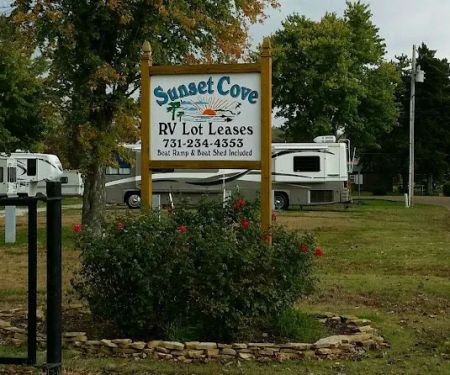 Sunset Cove
RV Lot Leases
731-234-4353
Boat Ramp & Boat Shed Included